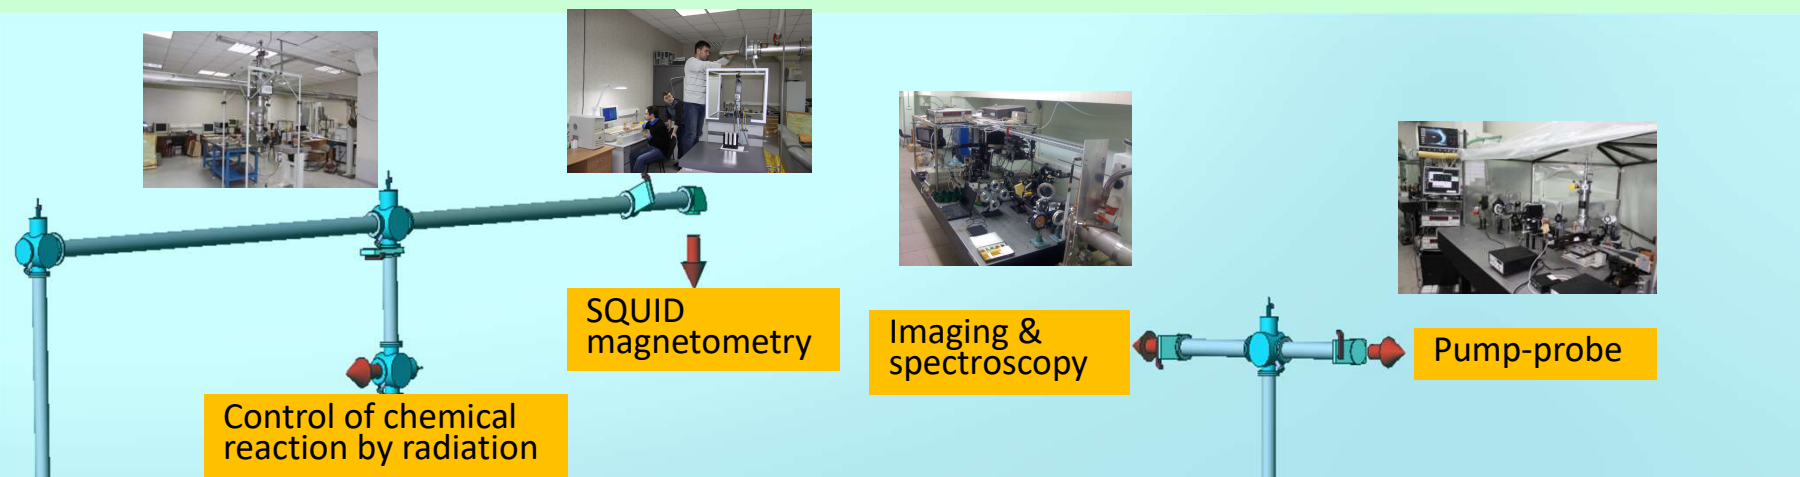 SQUID
magnetometry
Imaging &
spectroscopy
Pump-probe
Control of chemical
reaction by radiation